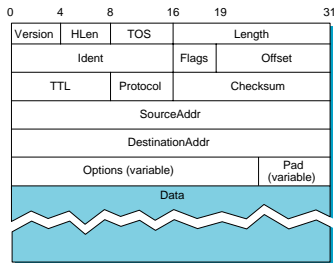 0 4 8 16 19 31
Version HLen TOS Length
Ident Flags Offset
TTL Protocol Checksum
SourceAddr
DestinationAddr
Options (variable) Pad
(variable)
Data